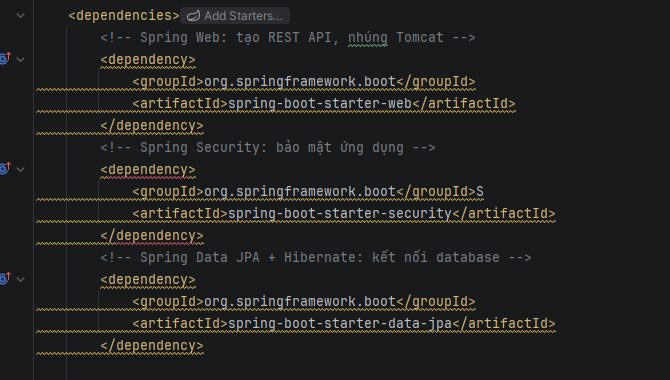 <dependencies> Add Starters...
<!-- Spring Web: tạo REST API, nhúng Tomcat -->
<dependency>
<groupId>org.springframework.boot</groupId>
<artifactId>spring-boot-starter-web</artifactId>
</dependency>
<!-- Spring Security: bảo mật ứng dụng -->
<dependency>
<groupId>org.springframework.boot</groupId>S
<artifactId>spring-boot-starter-security</artifactId>
</dependency>
<!-- Spring Data JPA + Hibernate: kết nối database -->
<dependency>
<groupId>org.springframework.boot</groupId>
<artifactId>spring-boot-starter-data-jpa</artifactId>
</dependency>